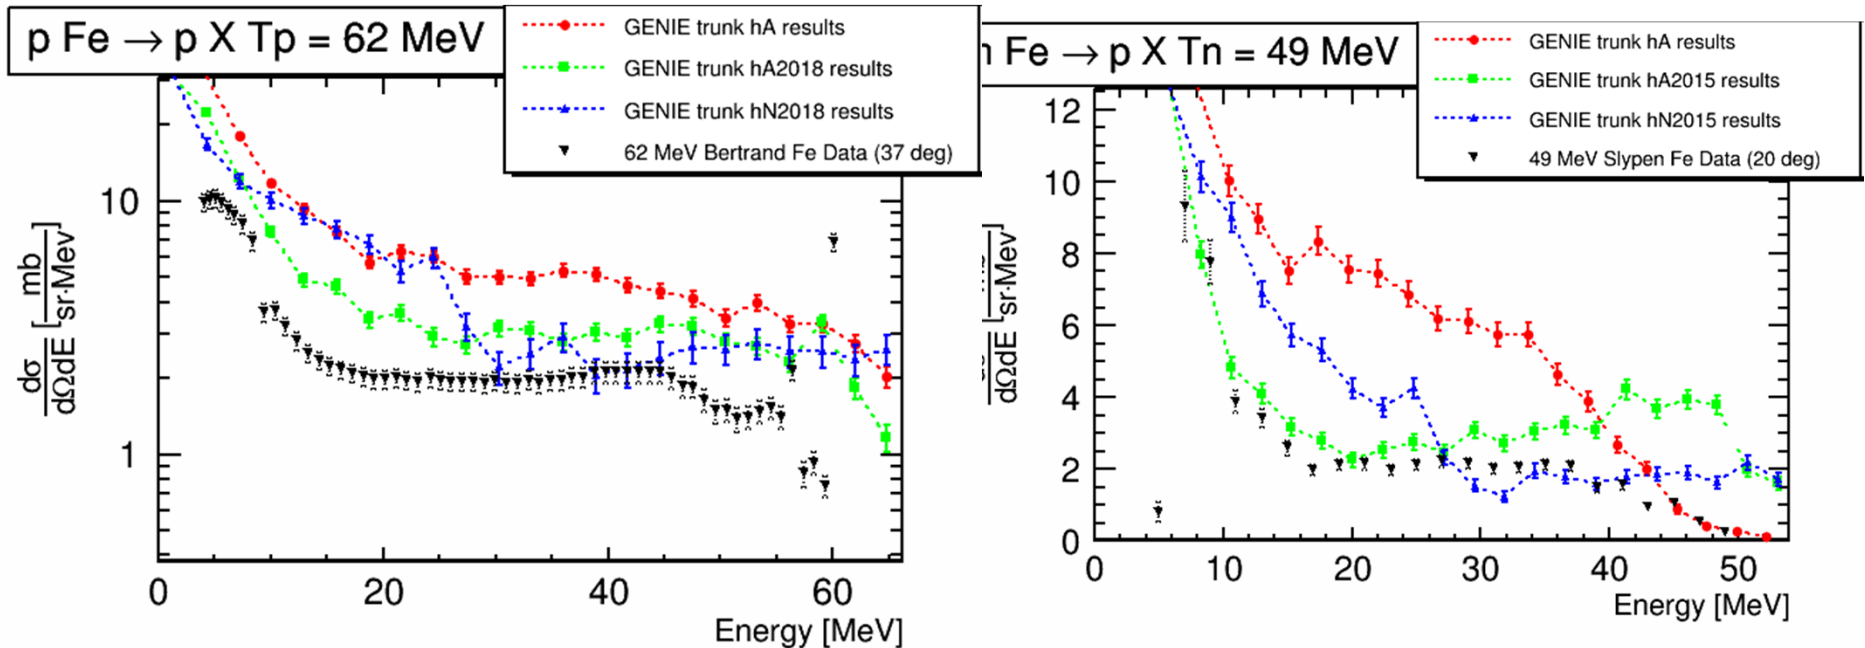 p Fe → p X Tp = 62 MeV
GENIE trunk hA results
GENIE trunk hA2018 results
GENIE trunk hN2018 results
62 MeV Bertrand Fe Data (37 deg)
dσ/dΩdE [mb/sr·Mev]
10
1
0 20 40 60
Energy [MeV]
Fe → p X Tn = 49 MeV
GENIE trunk hA results
GENIE trunk hA2015 results
GENIE trunk hN2015 results
49 MeV Slypen Fe Data (20 deg)
dΩdE [sr·Mev]
12
10
8
6
4
2
0
0 10 20 30 40 50
Energy [MeV]